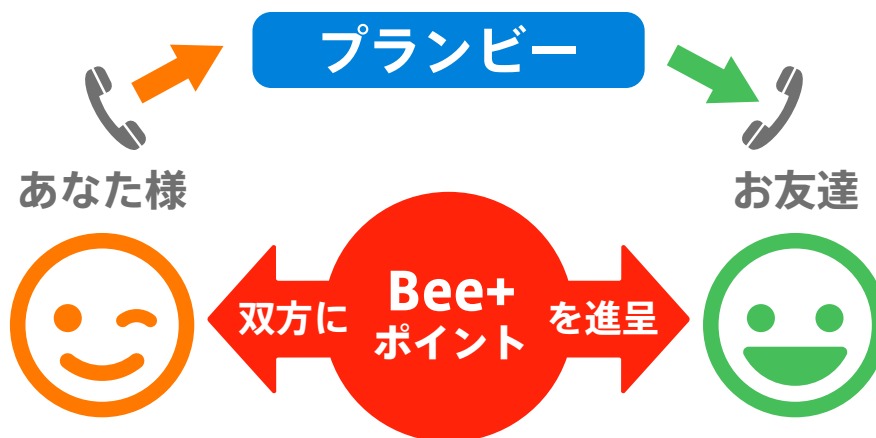 プランビー
あなた様
お友達
双方に
Bee+
ポイント
を進呈